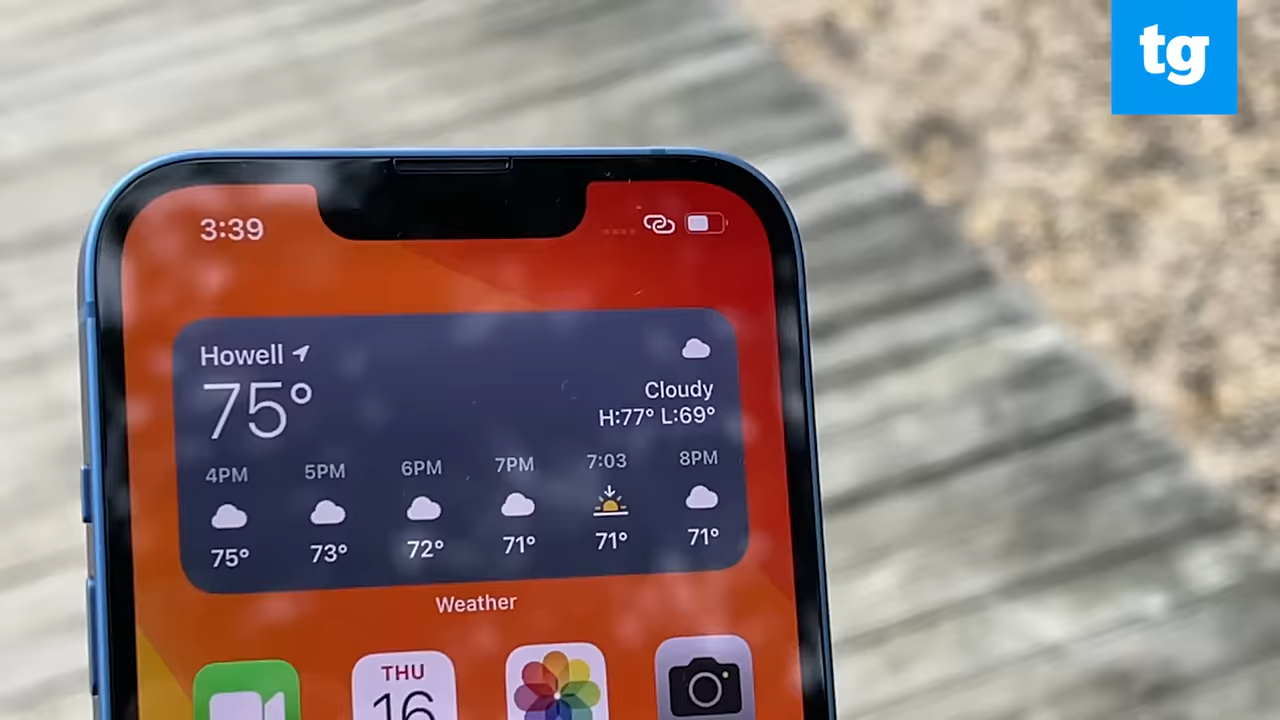 tg
3:39
Howell
75°
Cloudy
H:77° L:69°
4PM 5PM 6PM 7PM 7:03 8PM
75° 73° 72° 71° 71° 71°
Weather
THU
16